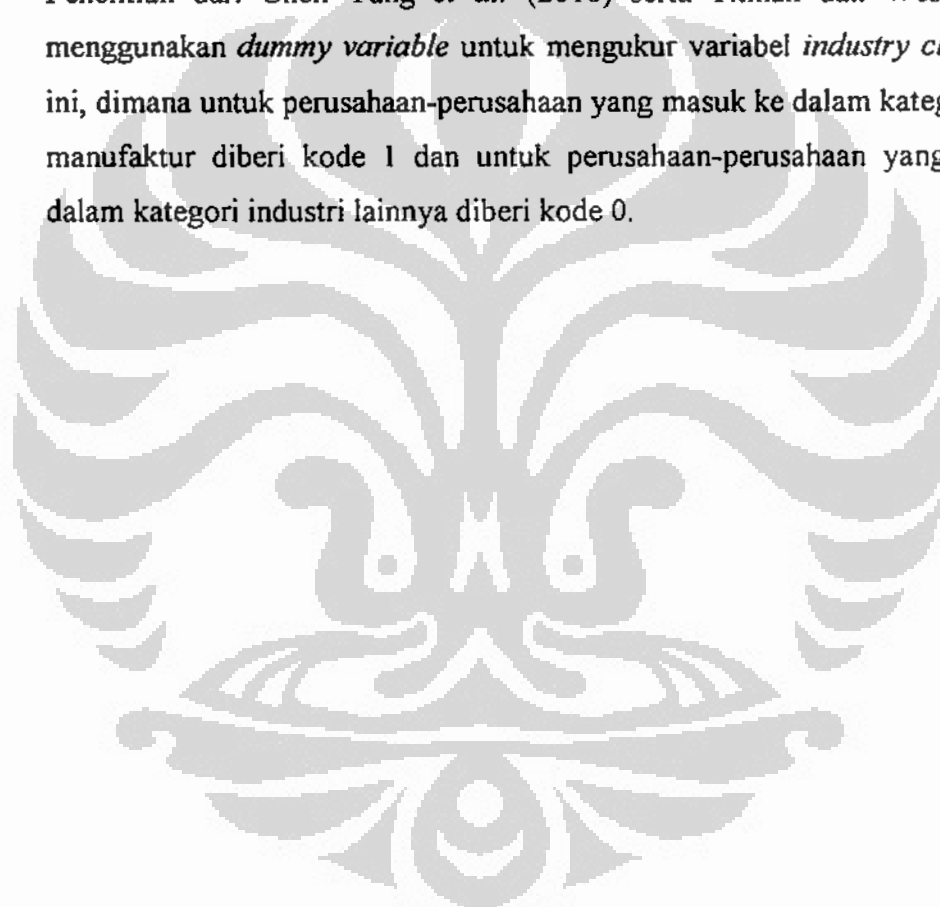 menggunakan dummy variable untuk mengukur variabel industry
ini, dimana untuk perusahaan-perusahaan yang masuk ke dalam
manufaktur diberi kode 1 dan untuk perusahaan-perusahaan yang
dalam kategori industri lainnya diberi kode 0.